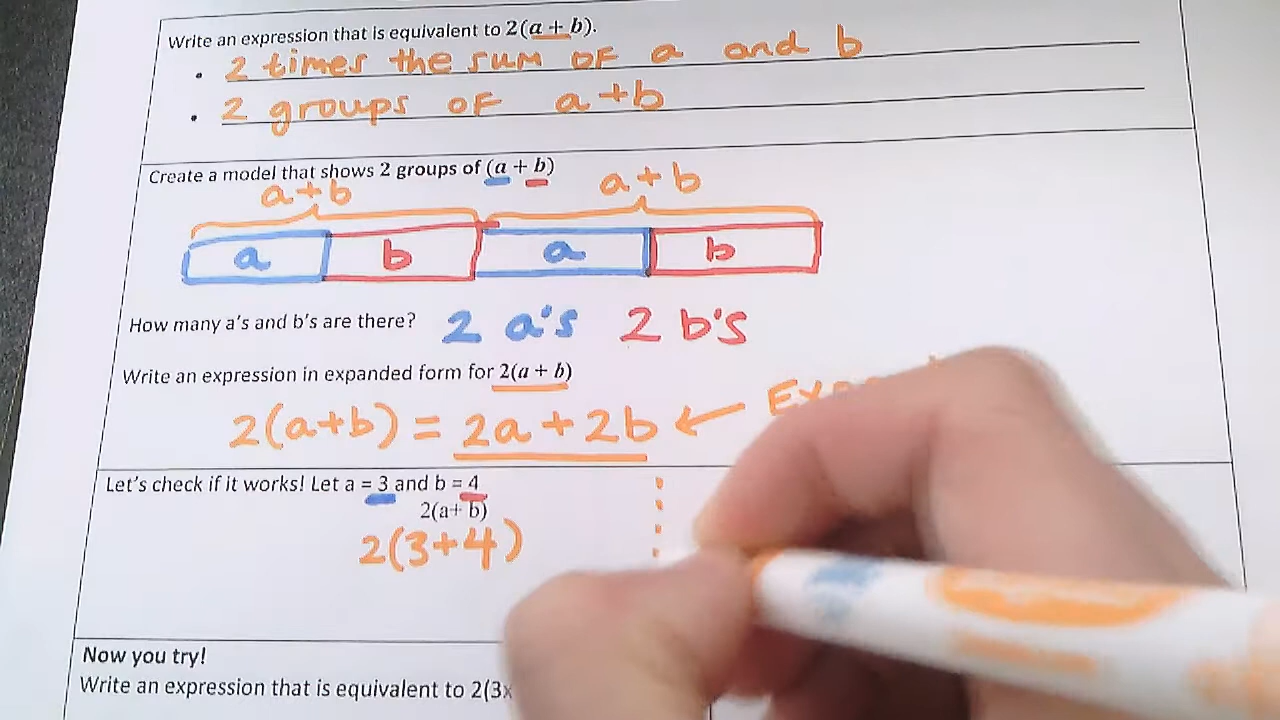 Write an expression that is equivalent to 2(a + b).
• 2 times the sum of a and b
• 2 groups of a+b
Create a model that shows 2 groups of (a + b)
a+b a+b
a b a b
How many a's and b's are there? 2 a's 2 b's
Write an expression in expanded form for 2(a + b)
2(a+b) = 2a+2b ←
Let's check if it works! Let a = 3 and b = 4
2(a+ b)
2(3+4)
Now you try!
Write an expression that is equivalent to 2(3x